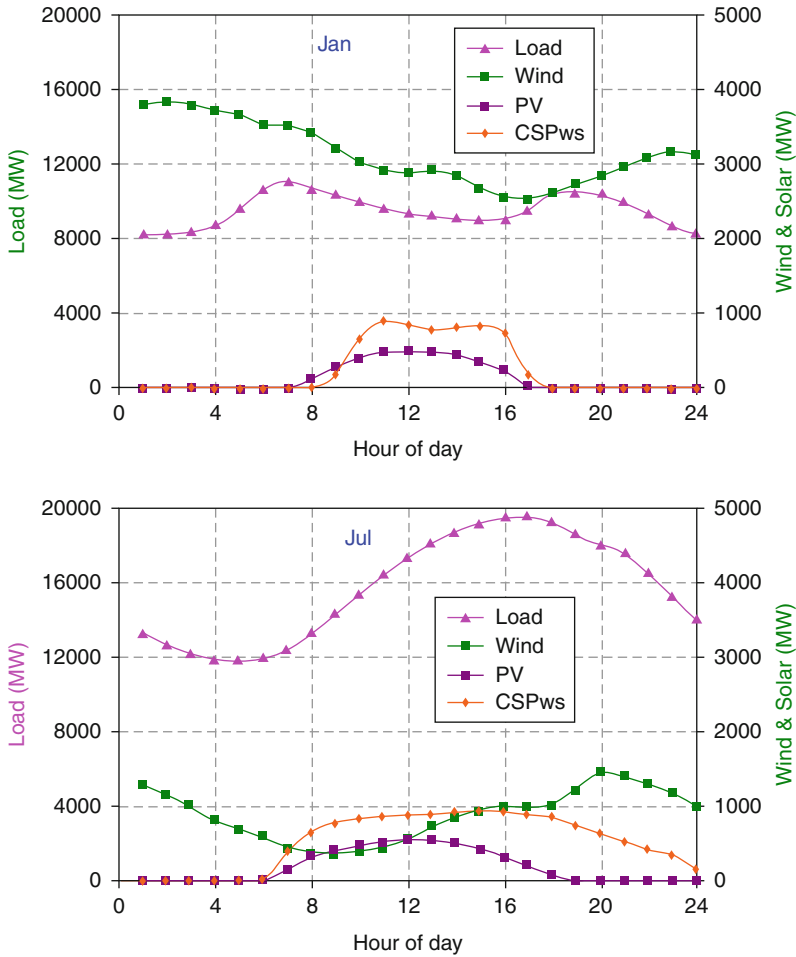 20000
16000
12000
8000
4000
0
Load (MW)
Jan
Load
Wind
PV
CSPws
5000
4000
3000
2000
1000
0
Wind & Solar (MW)
0 4 8 12 16 20 24
Hour of day
20000
16000
12000
8000
4000
0
Load (MW)
Jul
Load
Wind
PV
CSPws
5000
4000
3000
2000
1000
0
Wind & Solar (MW)
0 4 8 12 16 20 24
Hour of day